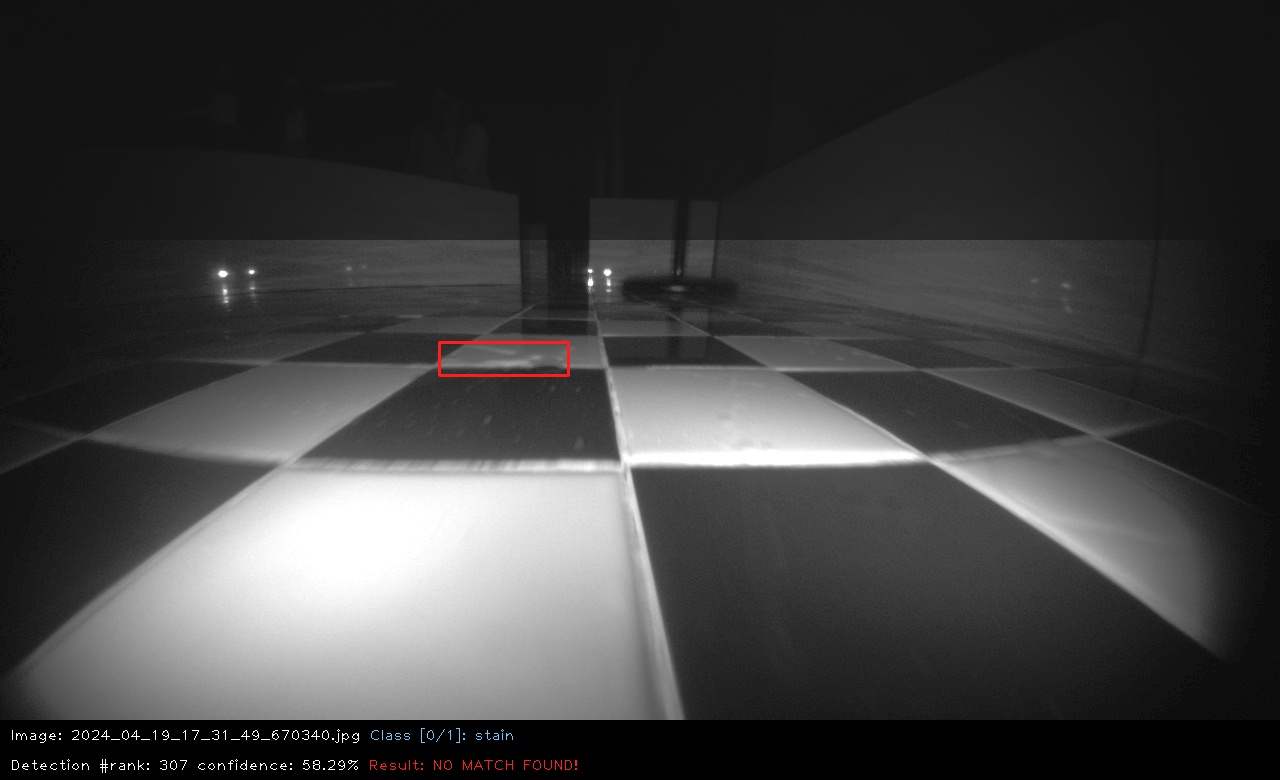 Image: 2024_04_19_17_31_49_670340.jpg Class [0/1]: stain
Detection #rank: 307 confidence: 58.29% Result: NO MATCH FOUND!